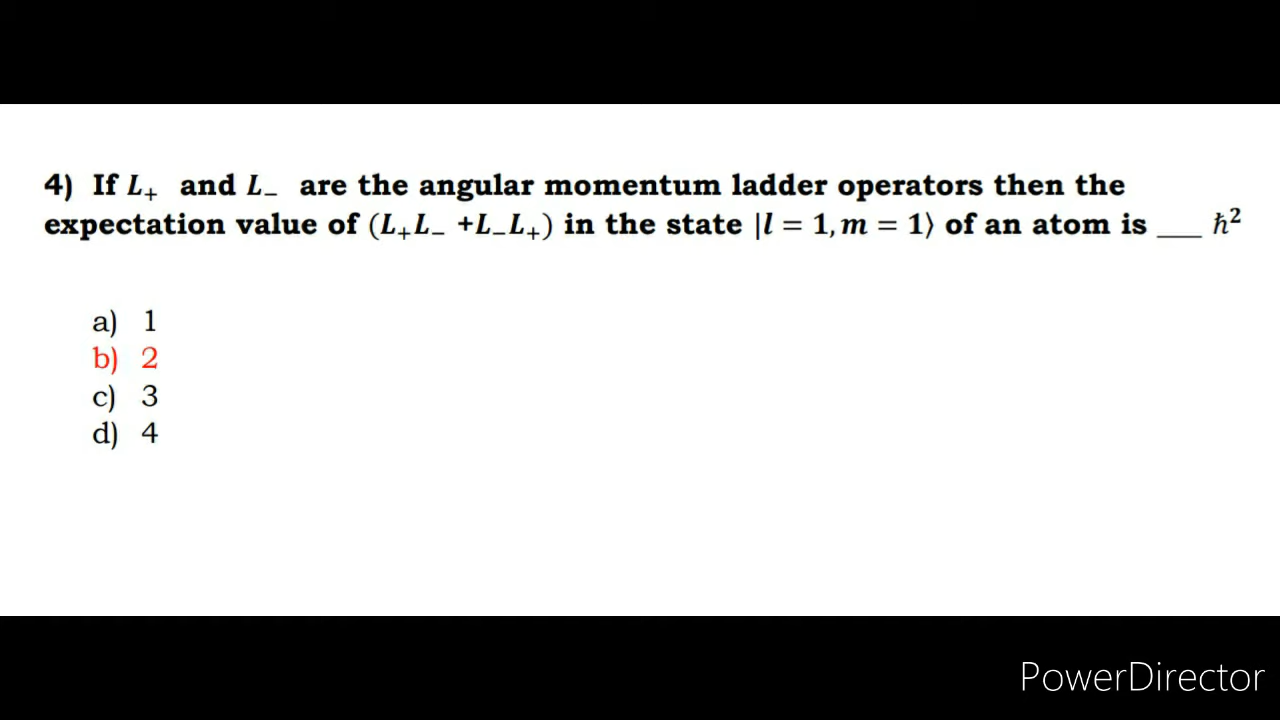 4) If L₊ and L₋ are the angular momentum ladder operators then the
expectation value of (L₊L₋ +L₋L₊) in the state |l = 1, m = 1⟩ of an atom is ___ ℏ²
a) 1
b) 2
c) 3
d) 4
PowerDirector